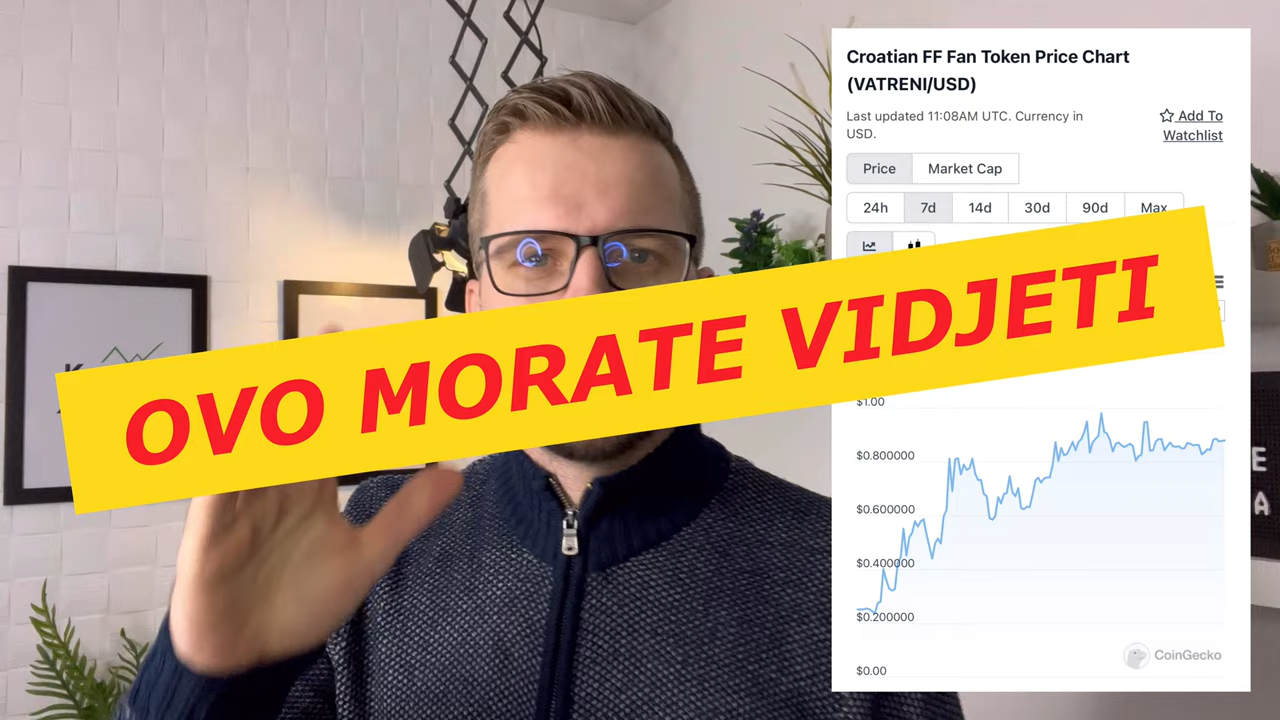 Croatian FF Fan Token Price Chart
(VATRENI/USD)
Last updated 11:08AM UTC. Currency in
USD.
Add To
Watchlist
Price
Market Cap
24h
7d
14d
30d
90d
Max
OVO MORATE VIDJETI
$1.00
$0.800000
$0.600000
$0.400000
$0.200000
$0.00
CoinGecko
K
E
A